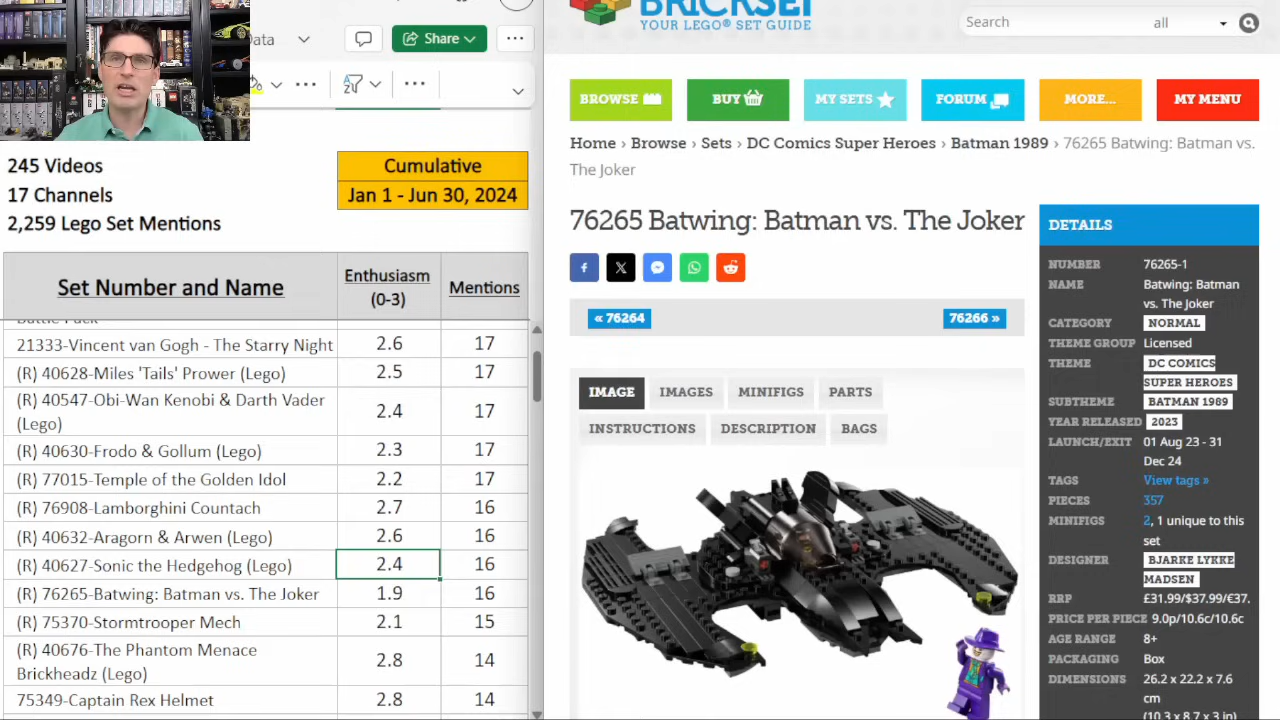 ata
Share
245 Videos
17 Channels
2,259 Lego Set Mentions
Cumulative
Jan 1 - Jun 30, 2024
Set Number and Name
Enthusiasm
(0-3)
Mentions
21333-Vincent van Gogh - The Starry Night 2.6 17
(R) 40628-Miles 'Tails' Prower (Lego) 2.5 17
(R) 40547-Obi-Wan Kenobi & Darth Vader
(Lego) 2.4 17
(R) 40630-Frodo & Gollum (Lego) 2.3 17
(R) 77015-Temple of the Golden Idol 2.2 17
(R) 76908-Lamborghini Countach 2.7 16
(R) 40632-Aragorn & Arwen (Lego) 2.6 16
(R) 40627-Sonic the Hedgehog (Lego) 2.4 16
(R) 76265-Batwing: Batman vs. The Joker 1.9 16
(R) 75370-Stormtrooper Mech 2.1 15
(R) 40676-The Phantom Menace
Brickheadz (Lego) 2.8 14
75349-Captain Rex Helmet 2.8 14
BRICKSET
YOUR LEGO® SET GUIDE
Search
all
BROWSE
BUY
MY SETS
FORUM
MORE...
MY MENU
Home › Browse › Sets › DC Comics Super Heroes › Batman 1989 › 76265 Batwing: Batman vs.
The Joker
76265 Batwing: Batman vs. The Joker
« 76264
76266 »
IMAGE
IMAGES
MINIFIGS
PARTS
INSTRUCTIONS
DESCRIPTION
BAGS
DETAILS
NUMBER 76265-1
NAME Batwing: Batman
vs. The Joker
CATEGORY NORMAL
THEME GROUP Licensed
THEME DC COMICS
SUPER HEROES
SUBTHEME BATMAN 1989
YEAR RELEASED 2023
LAUNCH/EXIT 01 Aug 23 - 31
Dec 24
TAGS View tags »
PIECES 357
MINIFIGS 2, 1 unique to this
set
DESIGNER BJARKE LYKKE
MADSEN
RRP £31.99/$37.99/€37.
PRICE PER PIECE 9.0p/10.6c/10.6c
AGE RANGE 8+
PACKAGING Box
DIMENSIONS 26.2 x 22.2 x 7.6
cm
(10.3 x 8.7 x 3 in)